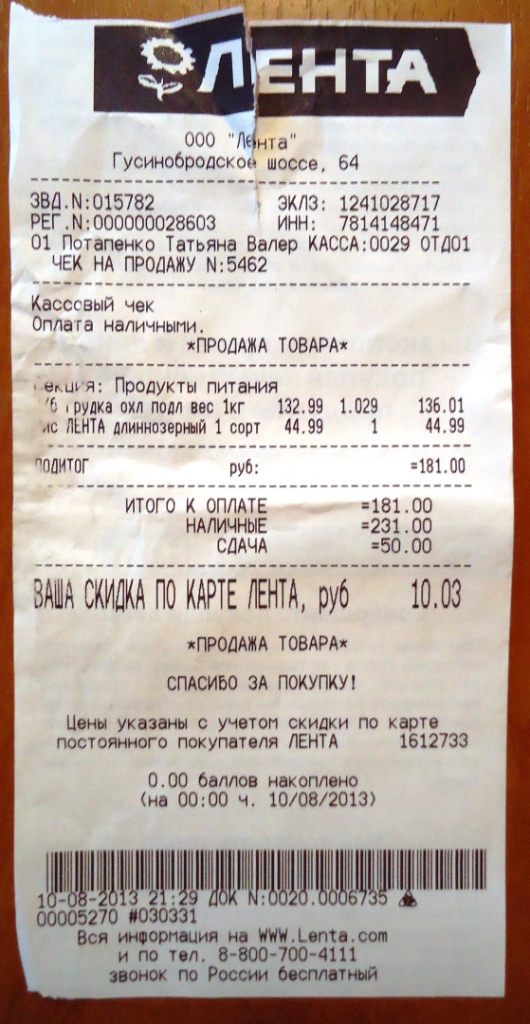 ЛЕНТА
ООО "Лента"
Гусинобродское шоссе, 64
ЗВД.N:015782 ЭКЛЗ: 1241028717
РЕГ.N:000000028603 ИНН: 7814148471
01 Потапенко Татьяна Валер КАССА:0029 ОТД01
ЧЕК НА ПРОДАЖУ N:5462
Кассовый чек
Оплата наличными.
*ПРОДАЖА ТОВАРА*
Секция: Продукты питания
грудка охл подл вес 1кг 132.99 1.029 136.01
ЛЕНТА длиннозерный 1 сорт 44.99 1 44.99
ПОДИТОГ руб: =181.00
ИТОГО К ОПЛАТЕ =181.00
НАЛИЧНЫЕ =231.00
СДАЧА =50.00
ВАША СКИДКА ПО КАРТЕ ЛЕНТА, руб 10.03
*ПРОДАЖА ТОВАРА*
СПАСИБО ЗА ПОКУПКУ!
Цены указаны с учетом скидки по карте
постоянного покупателя ЛЕНТА 1612733
0.00 баллов накоплено
(на 00:00 ч. 10/08/2013)
10-08-2013 21:29 ДОК N:0020.0006735
00005270 #030331
Вся информация на WWW.Lenta.com
и по тел. 8-800-700-4111
звонок по России бесплатный